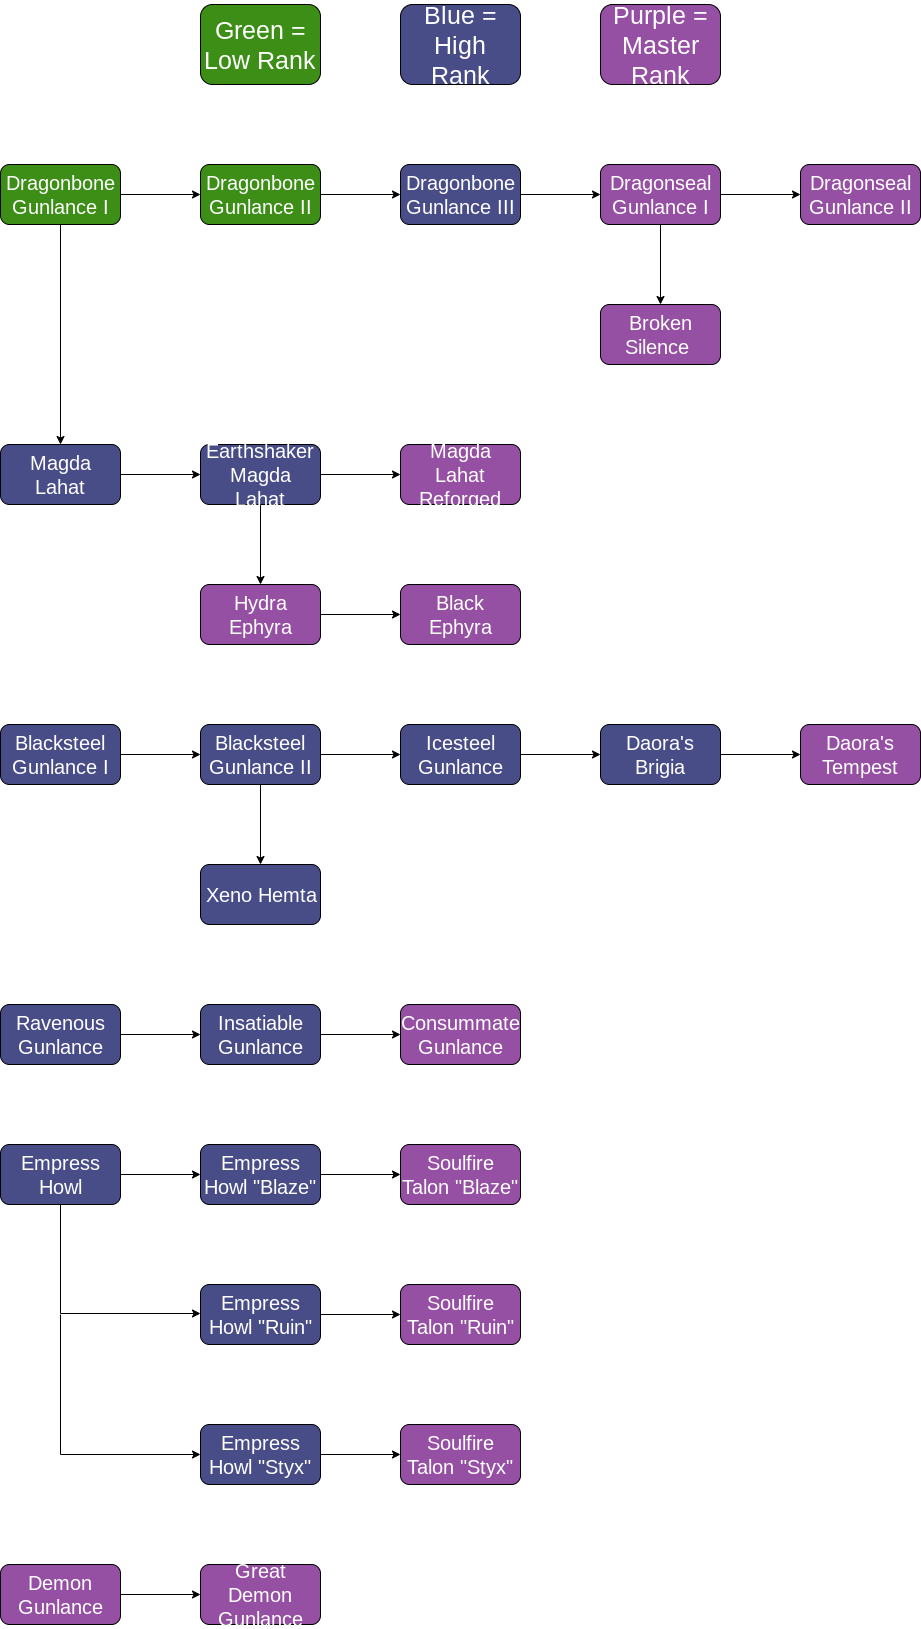 Green =
Low Rank
Blue =
High
Rank
Purple =
Master
Rank
Dragonbone
Gunlance I
Dragonbone
Gunlance II
Dragonbone
Gunlance III
Dragonseal
Gunlance I
Dragonseal
Gunlance II
Broken
Silence
Magda
Lahat
Earthshaker
Magda
Lahat
Magda
Lahat
Reforged
Hydra
Ephyra
Black
Ephyra
Blacksteel
Gunlance I
Blacksteel
Gunlance II
Icesteel
Gunlance
Daora's
Brigia
Daora's
Tempest
Xeno Hemta
Ravenous
Gunlance
Insatiable
Gunlance
Consummate
Gunlance
Empress
Howl
Empress
Howl "Blaze"
Soulfire
Talon "Blaze"
Empress
Howl "Ruin"
Soulfire
Talon "Ruin"
Empress
Howl "Styx"
Soulfire
Talon "Styx"
Demon
Gunlance
Great
Demon
Gunlance